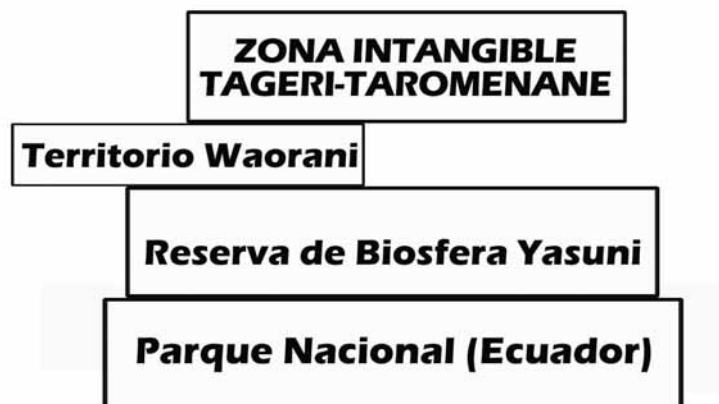 ZONA INTANGIBLE
TAGERI-TAROMENANE
Territorio Waorani
Reserva de Biosfera Yasuni
Parque Nacional (Ecuador)